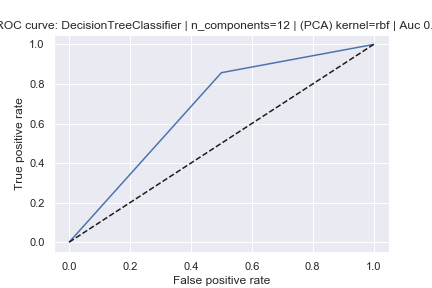 ROC curve: DecisionTreeClassifier | n_components=12 | (PCA) kernel=rbf | Auc 0.
1.0
0.8
0.6
0.4
0.2
0.0
True positive rate
0.0 0.2 0.4 0.6 0.8 1.0
False positive rate